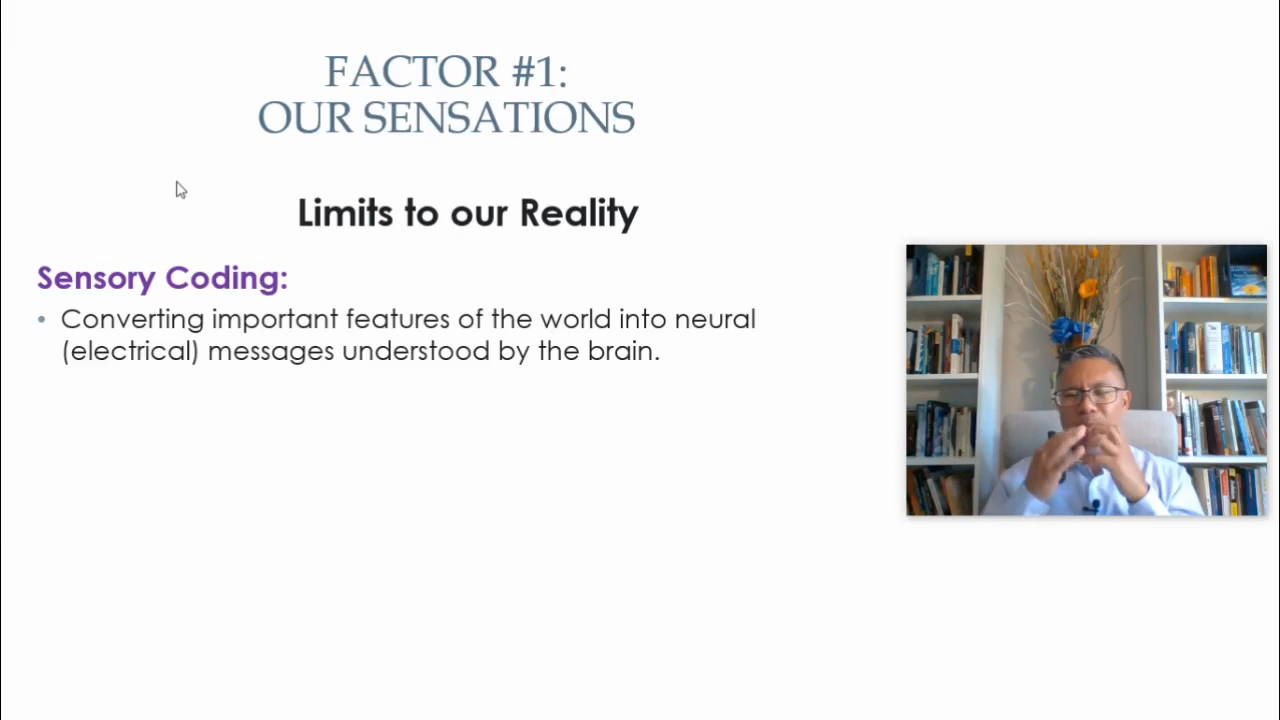 FACTOR #1:
OUR SENSATIONS
Limits to our Reality
Sensory Coding:
• Converting important features of the world into neural
(electrical) messages understood by the brain.